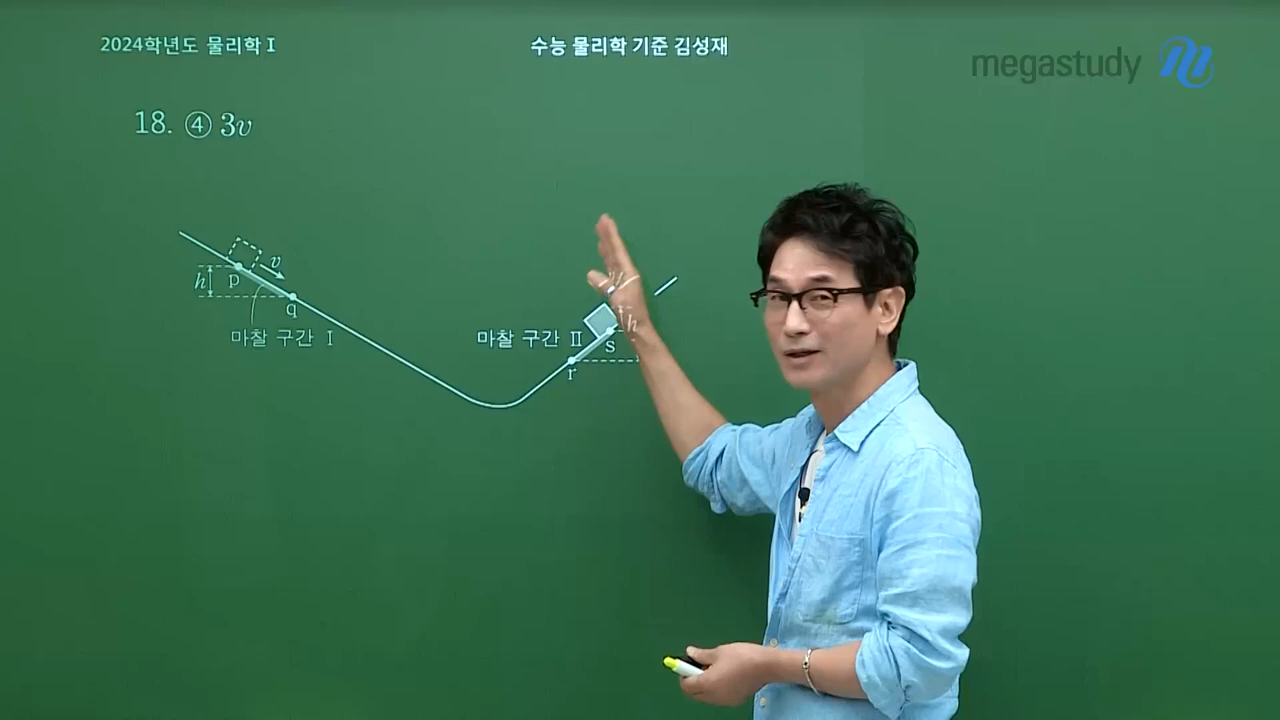 2024학년도 물리학 I
수능 물리학 기준 김성재
megastudy
18. ④ 3v
v
h
p
q
마찰 구간 I
마찰 구간 II
h
s
r